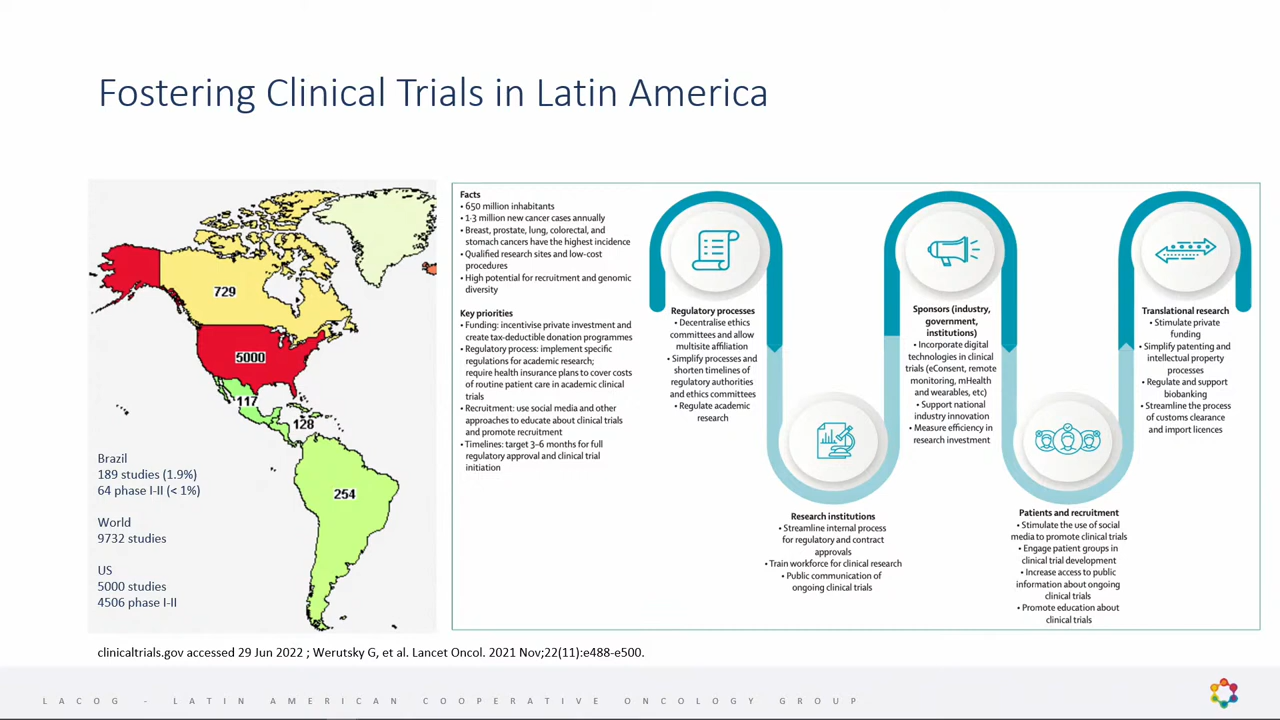 Fostering Clinical Trials in Latin America
729
5000
117
128
254
Brazil
189 studies (1.9%)
64 phase I-II (< 1%)
World
9732 studies
US
5000 studies
4506 phase I-II
Facts
• 650 million inhabitants
• 1·3 million new cancer cases annually
• Breast, prostate, lung, colorectal, and
stomach cancers have the highest incidence
• Qualified research sites and low-cost
procedures
• High potential for recruitment and genomic
diversity
Key priorities
• Funding: incentivise private investment and
create tax-deductible donation programmes
• Regulatory process: implement specific
regulations for academic research;
require health insurance plans to cover costs
of routine patient care in academic clinical
trials
• Recruitment: use social media and other
approaches to educate about clinical trials
and promote recruitment
• Timelines: target 3–6 months for full
regulatory approval and clinical trial
initiation
Regulatory processes
• Decentralise ethics
committees and allow
multisite affiliation
• Simplify processes and
shorten timelines of
regulatory authorities
and ethics committees
• Regulate academic
research
Research institutions
• Streamline internal process
for regulatory and contract
approvals
• Train workforce for clinical research
• Public communication of
ongoing clinical trials
Sponsors (industry,
government,
institutions)
• Incorporate digital
technologies in clinical
trials (eConsent, remote
monitoring, mHealth
and wearables, etc)
• Support national
industry innovation
• Measure efficiency in
research investment
Patients and recruitment
• Stimulate the use of social
media to promote clinical trials
• Engage patient groups in
clinical trial development
• Increase access to public
information about ongoing
clinical trials
• Promote education about
clinical trials
Translational research
• Stimulate private
funding
• Simplify patenting and
intellectual property
processes
• Regulate and support
biobanking
• Streamline the process
of customs clearance
and import licences
clinicaltrials.gov accessed 29 Jun 2022 ; Werutsky G, et al. Lancet Oncol. 2021 Nov;22(11):e488-e500.
LACOG - LATIN AMERICAN COOPERATIVE ONCOLOGY GROUP